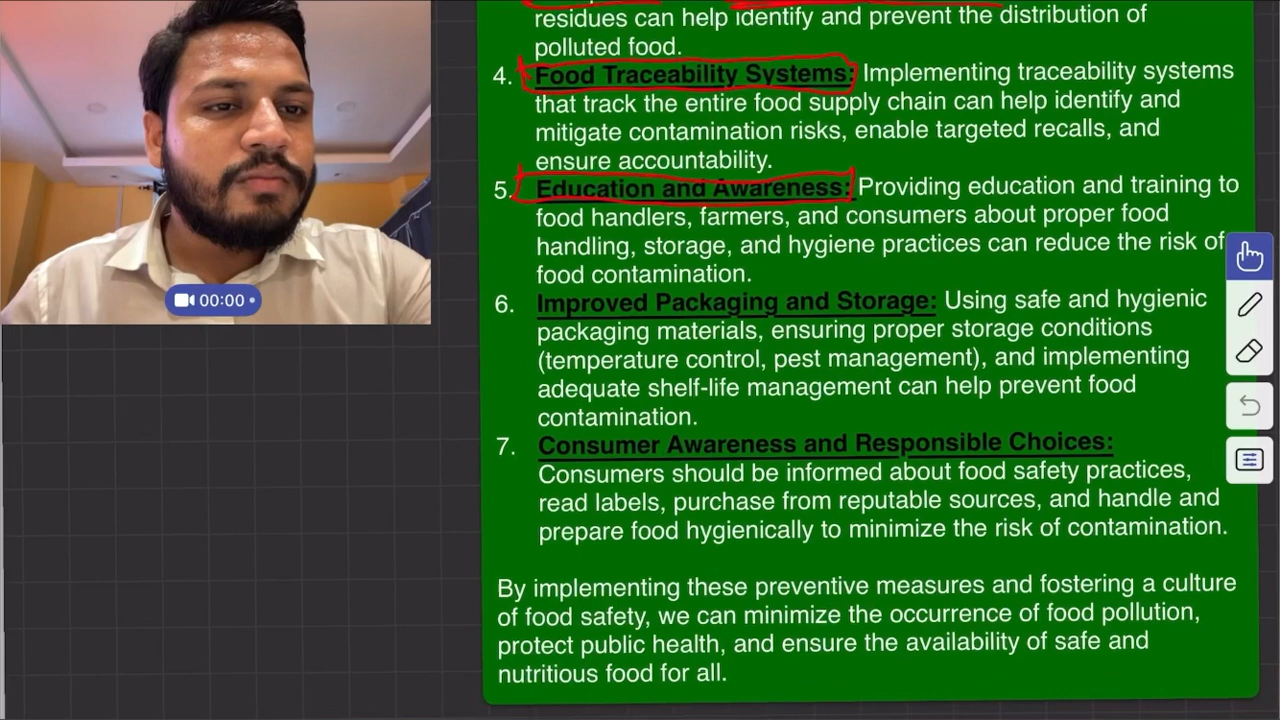 residues can help identify and prevent the distribution of
polluted food.
4. Food Traceability Systems: Implementing traceability systems
that track the entire food supply chain can help identify and
mitigate contamination risks, enable targeted recalls, and
ensure accountability.
5. Education and Awareness: Providing education and training to
food handlers, farmers, and consumers about proper food
handling, storage, and hygiene practices can reduce the risk of
food contamination.
6. Improved Packaging and Storage: Using safe and hygienic
packaging materials, ensuring proper storage conditions
(temperature control, pest management), and implementing
adequate shelf-life management can help prevent food
contamination.
7. Consumer Awareness and Responsible Choices:
Consumers should be informed about food safety practices,
read labels, purchase from reputable sources, and handle and
prepare food hygienically to minimize the risk of contamination.
By implementing these preventive measures and fostering a culture
of food safety, we can minimize the occurrence of food pollution,
protect public health, and ensure the availability of safe and
nutritious food for all.
00:00